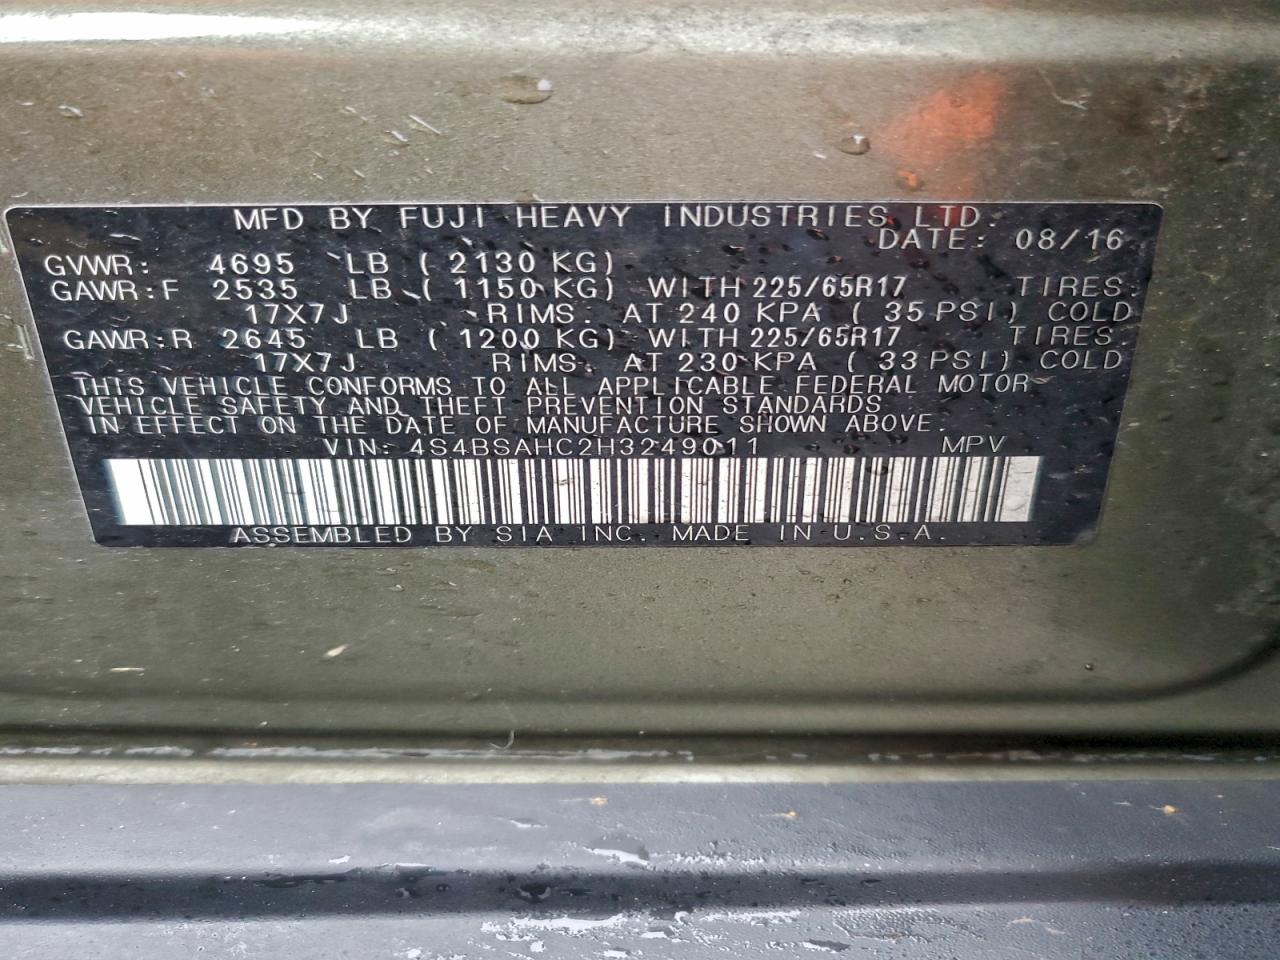 MFD BY FUJI HEAVY INDUSTRIES LTD.
DATE: 08/16
GVWR: 4695 LB ( 2130 KG)
GAWR:F 2535 LB ( 1150 KG) WITH 225/65R17 TIRES:
17X7J RIMS: AT 240 KPA ( 35 PSI) COLD
GAWR:R 2645 LB ( 1200 KG) WITH 225/65R17 TIRES
17X7J RIMS: AT 230 KPA ( 33 PSI) COLD
THIS VEHICLE CONFORMS TO ALL APPLICABLE FEDERAL MOTOR
VEHICLE SAFETY AND THEFT PREVENTION STANDARDS
IN EFFECT ON THE DATE OF MANUFACTURE SHOWN ABOVE.
VIN: 4S4BSAHC2H3249011 MPV
ASSEMBLED BY SIA INC. MADE IN U.S.A.